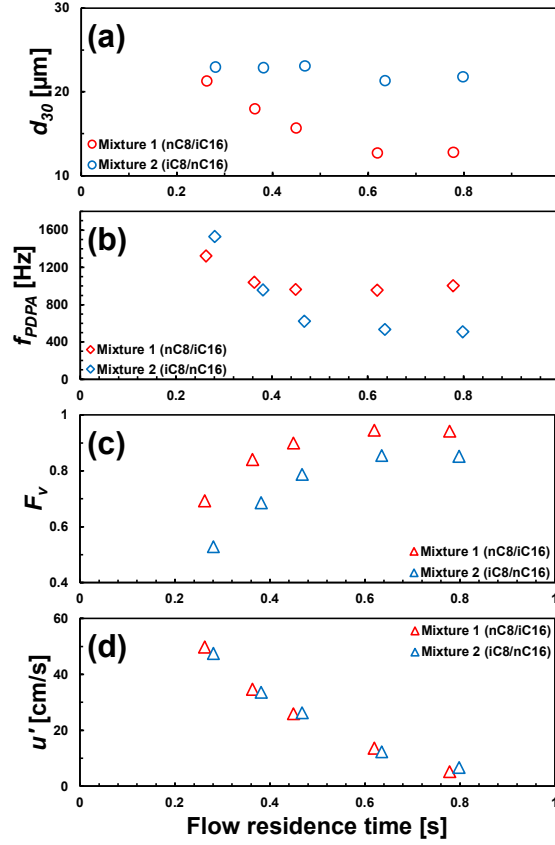 (a)
d30 [µm]
30
20
10
Mixture 1 (nC8/iC16)
Mixture 2 (iC8/nC16)
0 0.2 0.4 0.6 0.8
(b)
fPDPA [Hz]
1600
1200
800
400
0
Mixture 1 (nC8/iC16)
Mixture 2 (iC8/nC16)
0 0.2 0.4 0.6 0.8
(c)
Fv
1
0.8
0.6
0.4
Mixture 1 (nC8/iC16)
Mixture 2 (iC8/nC16)
0 0.2 0.4 0.6 0.8 1
(d)
u' [cm/s]
60
40
20
0
Mixture 1 (nC8/iC16)
Mixture 2 (iC8/nC16)
0 0.2 0.4 0.6 0.8 1
Flow residence time [s]